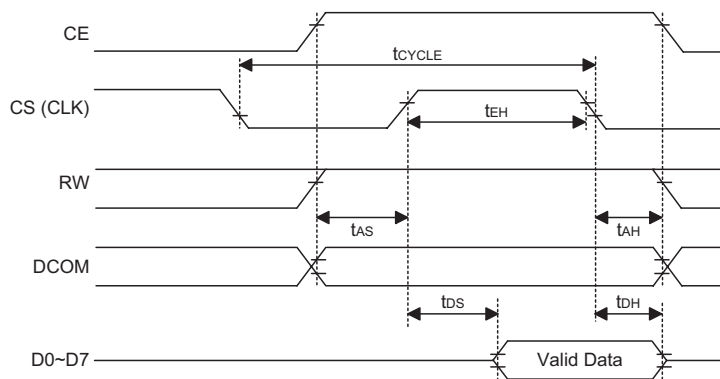 CE
tCYCLE
CS (CLK)
tEH
RW
tAS
tAH
DCOM
tDS
tDH
D0~D7
Valid Data